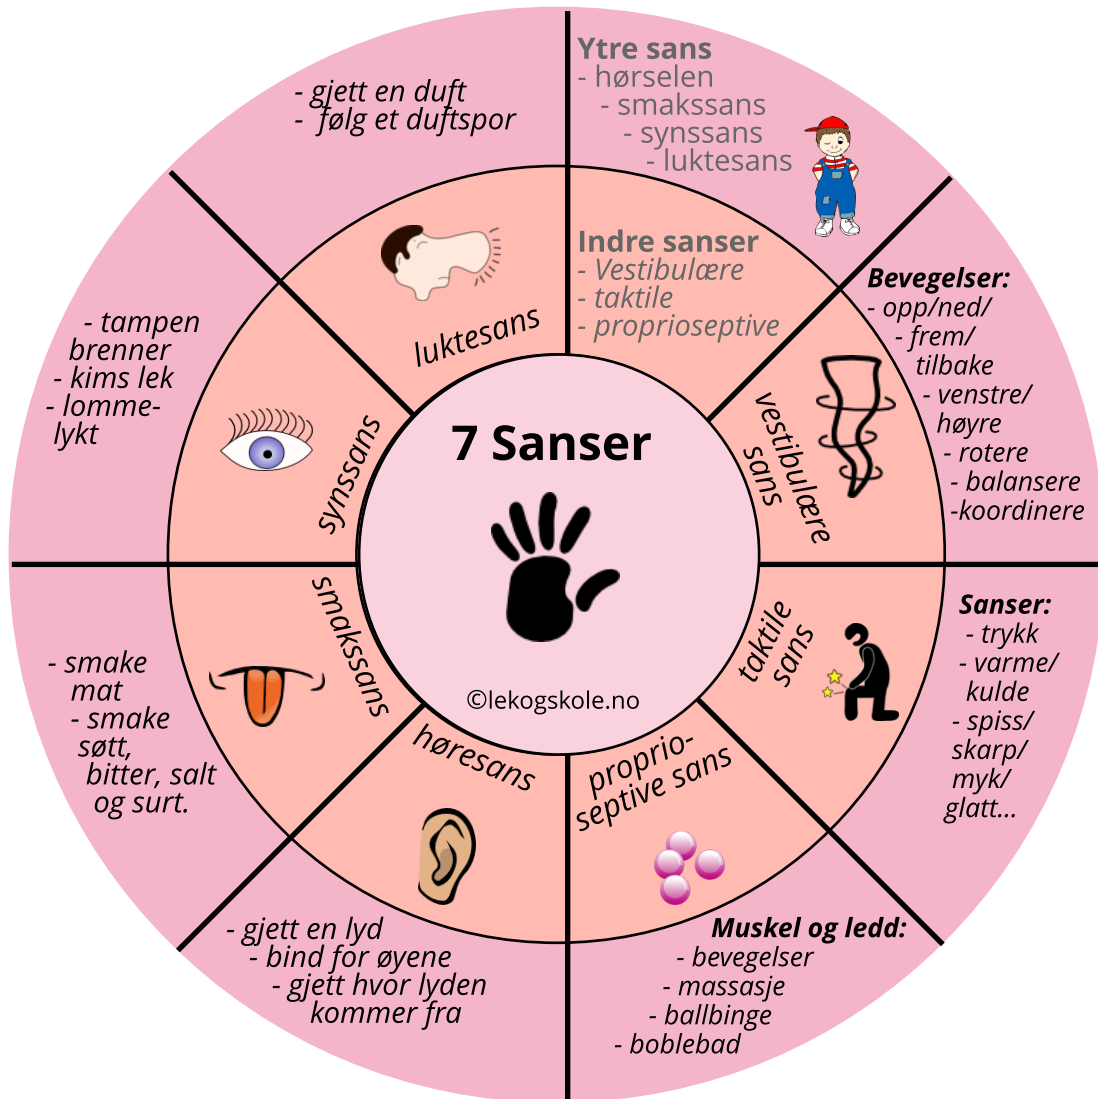 7 Sanser
©lekogskole.no
Ytre sans
- hørselen
- smakssans
- synssans
- luktesans
Indre sanser
- Vestibulære
- taktile
- proprioseptive
vestibulære
sans
Bevegelser:
- opp/ned/
- frem/
tilbake
- venstre/
høyre
- rotere
- balansere
-koordinere
taktile
sans
Sanser:
- trykk
- varme/
kulde
- spiss/
skarp/
myk/
glatt...
proprio-
septive sans
Muskel og ledd:
- bevegelser
- massasje
- ballbinge
- boblebad
høresans
- gjett en lyd
- bind for øyene
- gjett hvor lyden
kommer fra
smakssans
- smake
mat
- smake
søtt,
bitter, salt
og surt.
synssans
- tampen
brenner
- kims lek
- lomme-
lykt
luktesans
- gjett en duft
- følg et duftspor